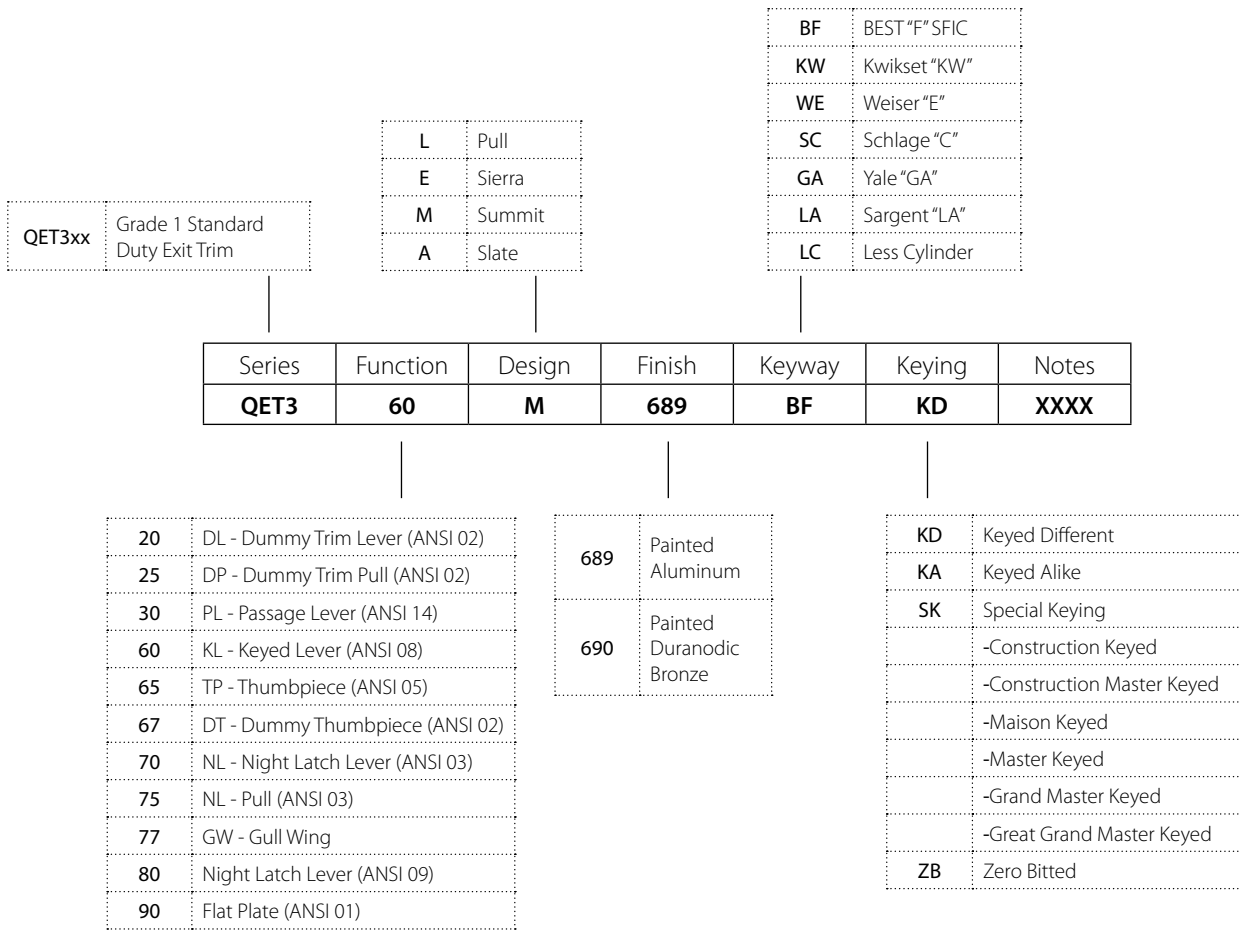 BF BEST "F" SFIC
KW Kwikset "KW"
WE Weiser "E"
SC Schlage "C"
GA Yale "GA"
LA Sargent "LA"
LC Less Cylinder
L Pull
E Sierra
M Summit
A Slate
QET3xx Grade 1 Standard
Duty Exit Trim
Series Function Design Finish Keyway Keying Notes
QET3 60 M 689 BF KD XXXX
20 DL - Dummy Trim Lever (ANSI 02)
25 DP - Dummy Trim Pull (ANSI 02)
30 PL - Passage Lever (ANSI 14)
60 KL - Keyed Lever (ANSI 08)
65 TP - Thumbpiece (ANSI 05)
67 DT - Dummy Thumbpiece (ANSI 02)
70 NL - Night Latch Lever (ANSI 03)
75 NL - Pull (ANSI 03)
77 GW - Gull Wing
80 Night Latch Lever (ANSI 09)
90 Flat Plate (ANSI 01)
689 Painted
Aluminum
690 Painted
Duranodic
Bronze
KD Keyed Different
KA Keyed Alike
SK Special Keying
-Construction Keyed
-Construction Master Keyed
-Maison Keyed
-Master Keyed
-Grand Master Keyed
-Great Grand Master Keyed
ZB Zero Bitted